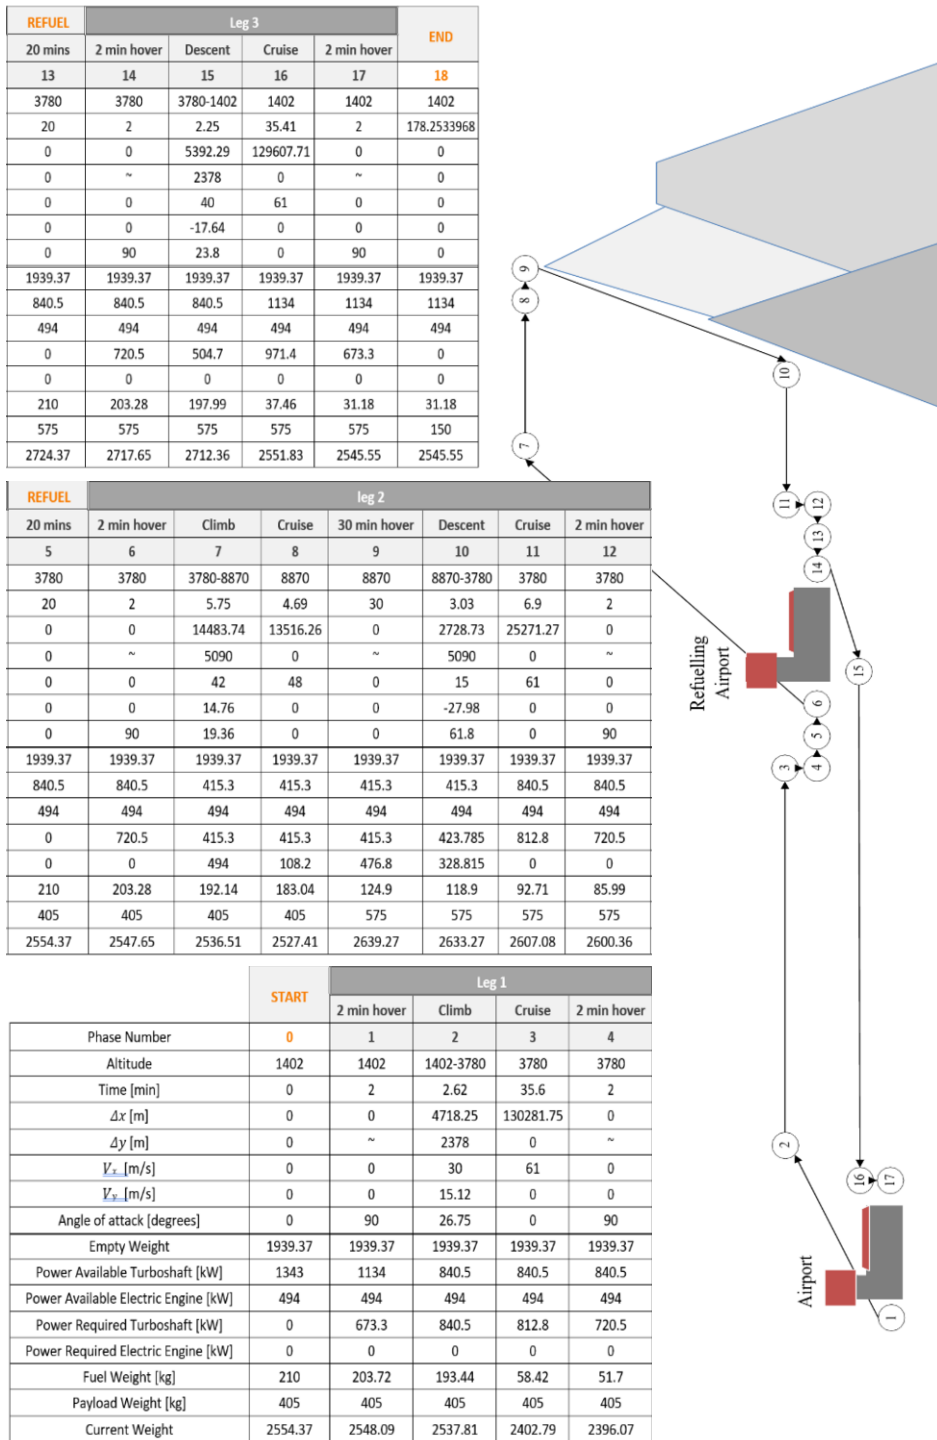 REFUEL Leg 3 END
20 mins 2 min hover Descent Cruise 2 min hover
13 14 15 16 17 18
3780 3780 3780-1402 1402 1402 1402
20 2 2.25 35.41 2 178.2533968
0 0 5392.29 129607.71 0 0
0 ~ 2378 0 ~ 0
0 0 40 61 0 0
0 0 -17.64 0 0 0
0 90 23.8 0 90 0
1939.37 1939.37 1939.37 1939.37 1939.37 1939.37
840.5 840.5 840.5 1134 1134 1134
494 494 494 494 494 494
0 720.5 504.7 971.4 673.3 0
0 0 0 0 0 0
210 203.28 197.99 37.46 31.18 31.18
575 575 575 575 575 150
2724.37 2717.65 2712.36 2551.83 2545.55 2545.55
REFUEL leg 2
20 mins 2 min hover Climb Cruise 30 min hover Descent Cruise 2 min hover
5 6 7 8 9 10 11 12
3780 3780 3780-8870 8870 8870 8870-3780 3780 3780
20 2 5.75 4.69 30 3.03 6.9 2
0 0 14483.74 13516.26 0 2728.73 25271.27 0
0 ~ 5090 0 ~ 5090 0 ~
0 0 42 48 0 15 61 0
0 0 14.76 0 0 -27.98 0 0
0 90 19.36 0 0 61.8 0 90
1939.37 1939.37 1939.37 1939.37 1939.37 1939.37 1939.37 1939.37
840.5 840.5 415.3 415.3 415.3 415.3 840.5 840.5
494 494 494 494 494 494 494 494
0 720.5 415.3 415.3 415.3 423.785 812.8 720.5
0 0 494 108.2 476.8 328.815 0 0
210 203.28 192.14 183.04 124.9 118.9 92.71 85.99
405 405 405 405 575 575 575 575
2554.37 2547.65 2536.51 2527.41 2639.27 2633.27 2607.08 2600.36
START Leg 1
2 min hover Climb Cruise 2 min hover
Phase Number 0 1 2 3 4
Altitude 1402 1402 1402-3780 3780 3780
Time [min] 0 2 2.62 35.6 2
Δx [m] 0 0 4718.25 130281.75 0
Δy [m] 0 ~ 2378 0 ~
Vx [m/s] 0 0 30 61 0
Vy [m/s] 0 0 15.12 0 0
Angle of attack [degrees] 0 90 26.75 0 90
Empty Weight 1939.37 1939.37 1939.37 1939.37 1939.37
Power Available Turboshaft [kW] 1343 1134 840.5 840.5 840.5
Power Available Electric Engine [kW] 494 494 494 494 494
Power Required Turboshaft [kW] 0 673.3 840.5 812.8 720.5
Power Required Electric Engine [kW] 0 0 0 0 0
Fuel Weight [kg] 210 203.72 193.44 58.42 51.7
Payload Weight [kg] 405 405 405 405 405
Current Weight 2554.37 2548.09 2537.81 2402.79 2396.07
9
8
10
7
11 12
13
14
Refuelling
Airport
15
6
5
3 4
2
16 17
Airport
1